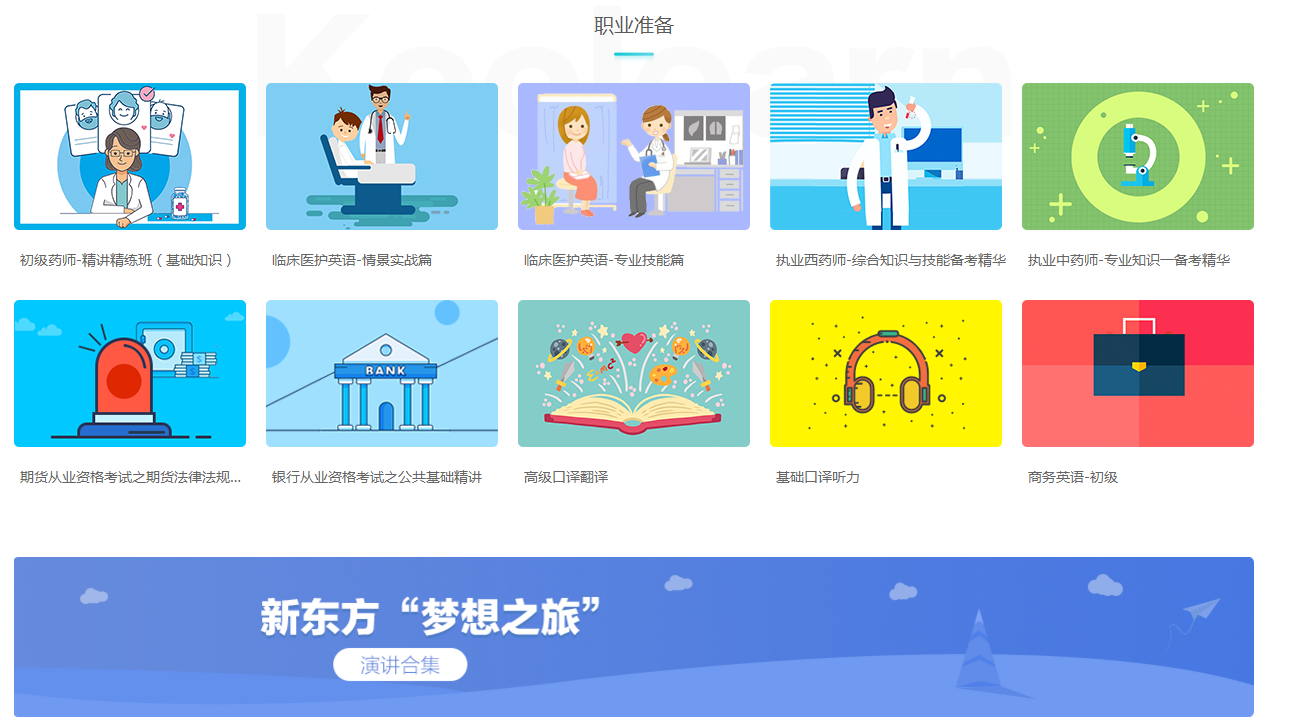 Koolearn
职业准备
初级药师-精讲精练班（基础知识）
临床医护英语-情景实战篇
临床医护英语-专业技能篇
执业西药师-综合知识与技能备考精华
执业中药师-专业知识一备考精华
BANK
E=mc²
期货从业资格考试之期货法律法规...
银行从业资格考试之公共基础精讲
高级口译翻译
基础口译听力
商务英语-初级
新东方“梦想之旅”
演讲合集